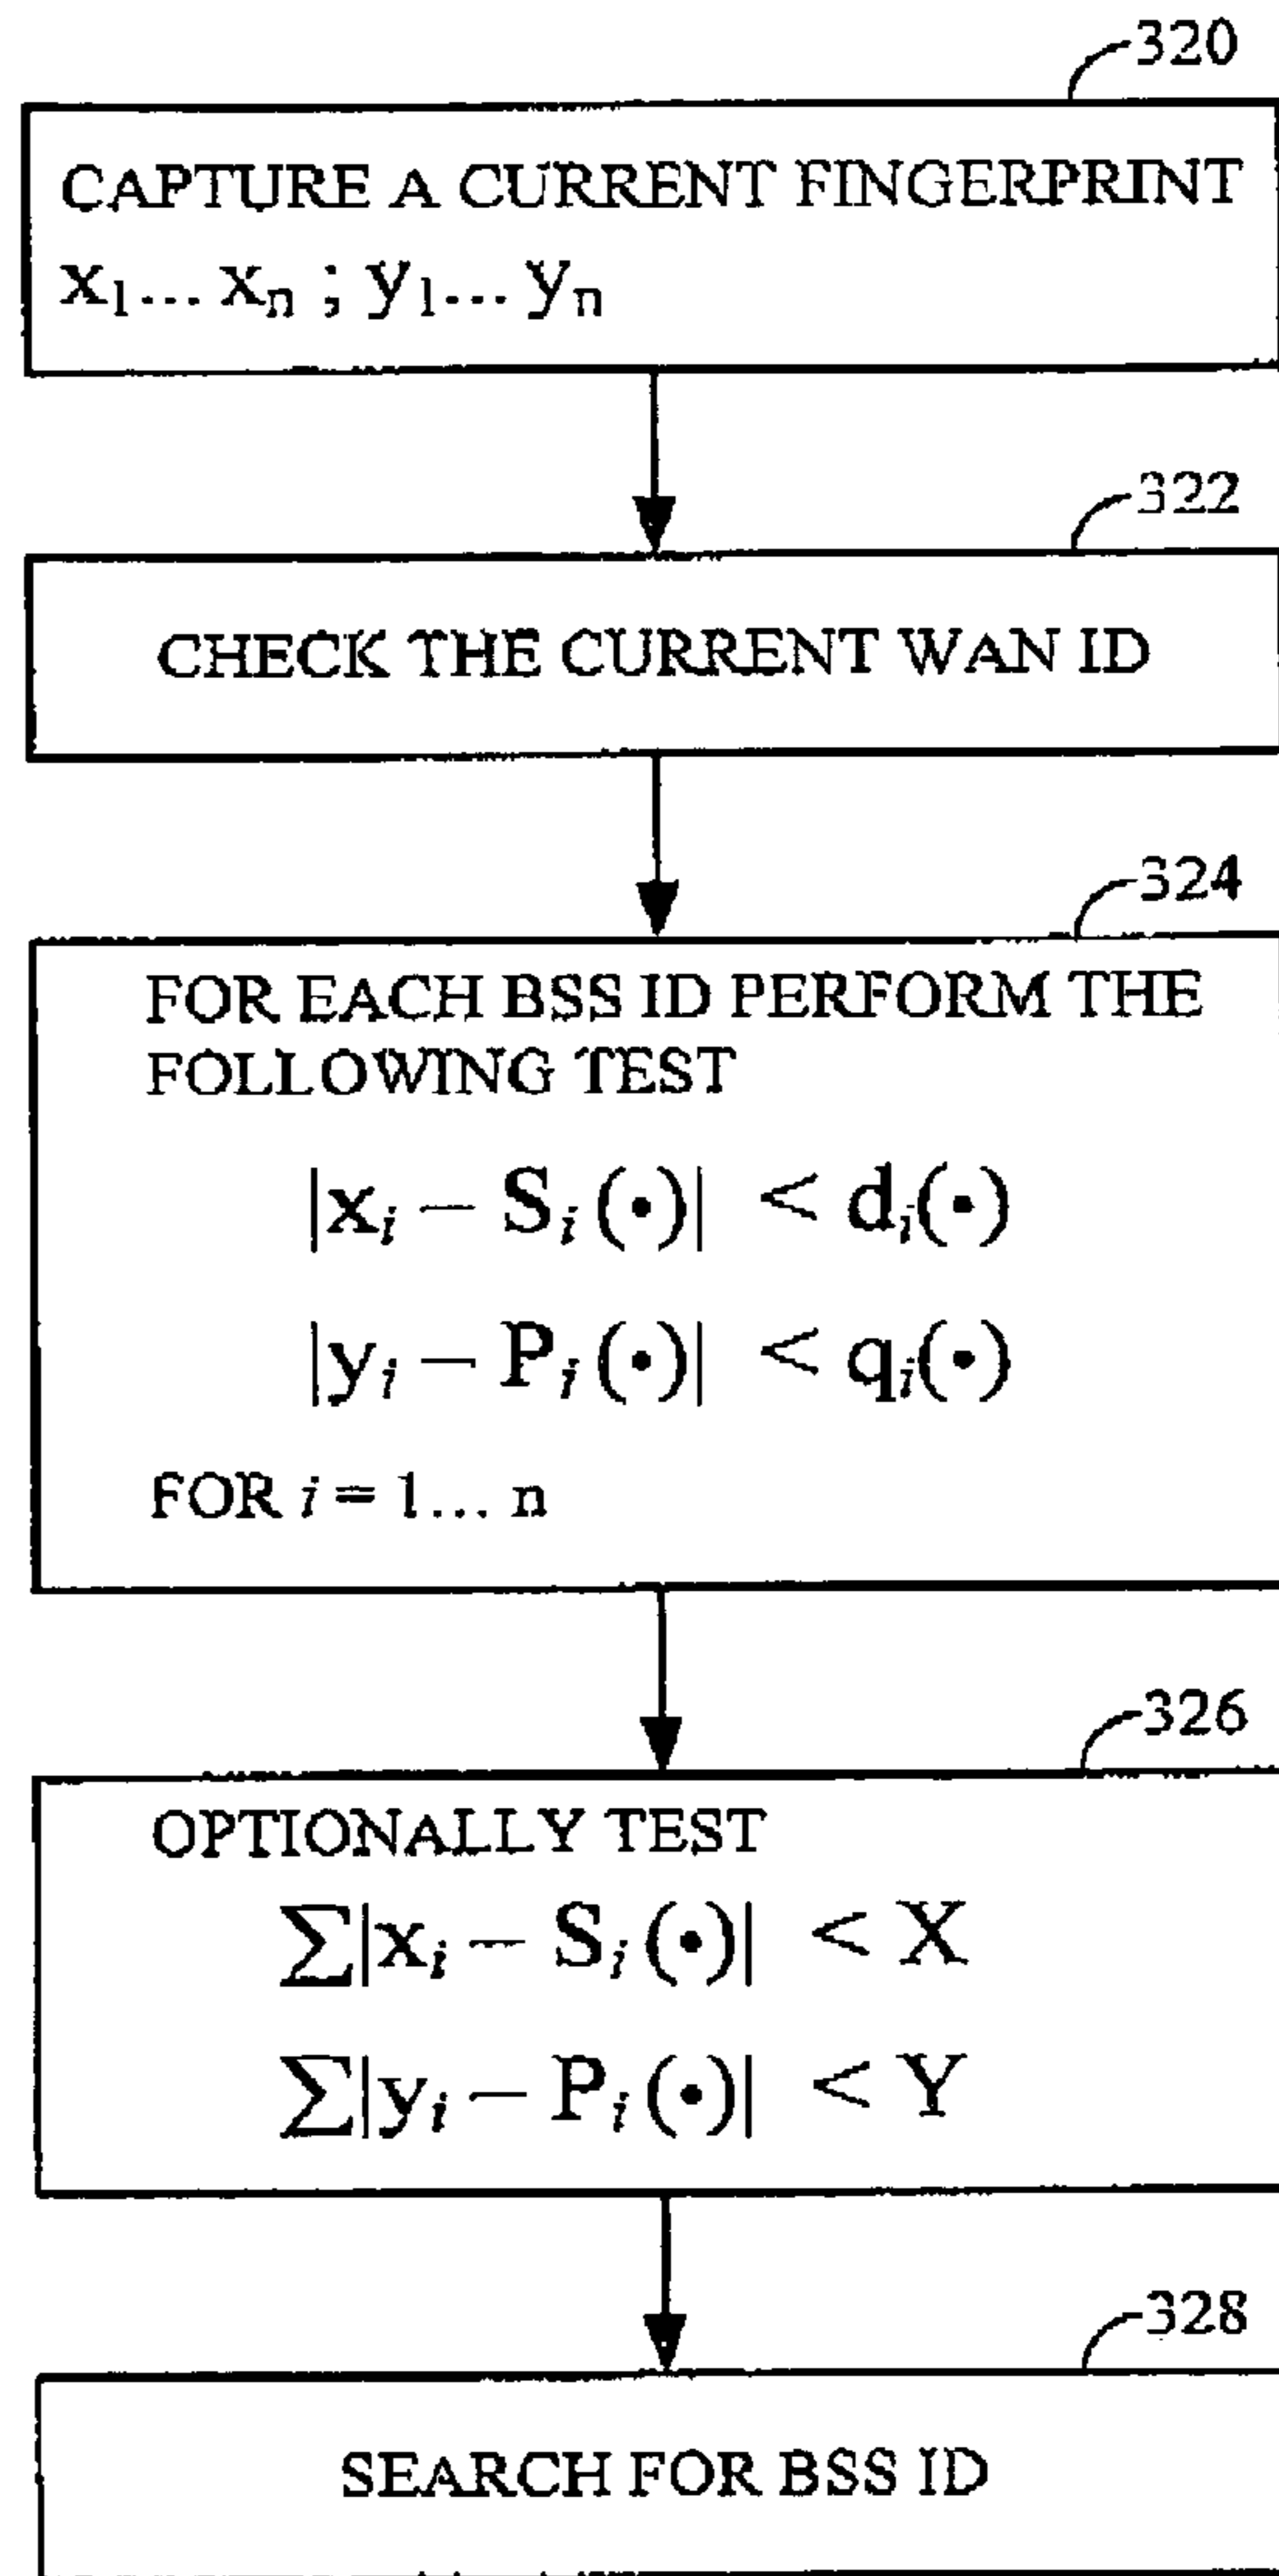 320
CAPTURE A CURRENT FINGERPRINT
x₁... xₙ ; y₁... yₙ
322
CHECK THE CURRENT WAN ID
324
FOR EACH BSS ID PERFORM THE
FOLLOWING TEST
|xᵢ – Sᵢ (•)| < dᵢ(•)
|yᵢ – Pᵢ (•)| < qᵢ(•)
FOR i = 1... n
326
OPTIONALLY TEST
∑|xᵢ – Sᵢ (•)| < X
∑|yᵢ – Pᵢ (•)| < Y
328
SEARCH FOR BSS ID